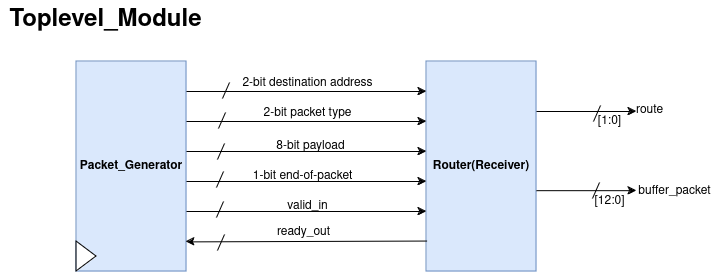 Toplevel_Module
2-bit destination address
2-bit packet type
8-bit payload
1-bit end-of-packet
valid_in
ready_out
Packet_Generator
Router(Receiver)
route
[1:0]
buffer_packet
[12:0]